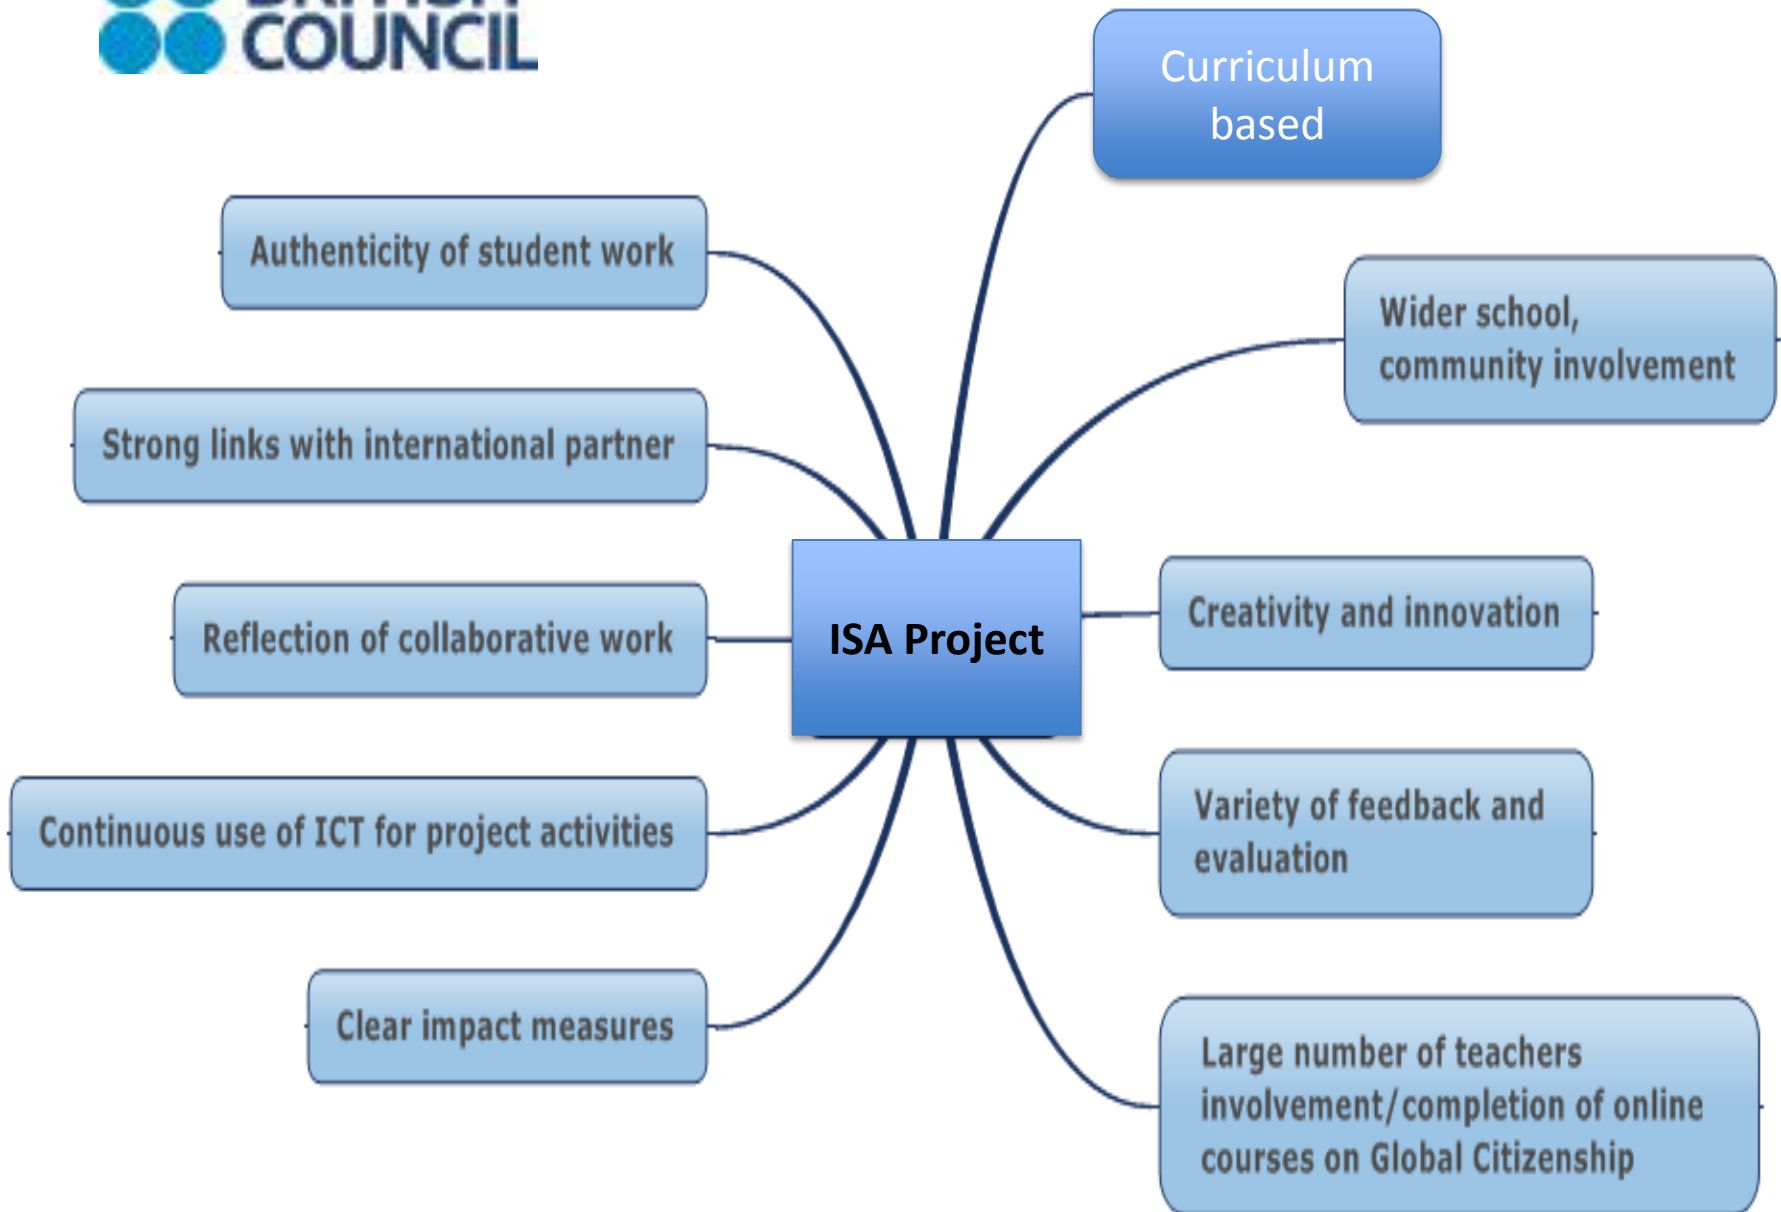 BRITISH
COUNCIL
Curriculum
based
Authenticity of student work
Wider school,
community involvement
Strong links with international partner
ISA Project
Creativity and innovation
Reflection of collaborative work
Variety of feedback and
evaluation
Continuous use of ICT for project activities
Clear impact measures
Large number of teachers
involvement/completion of online
courses on Global Citizenship